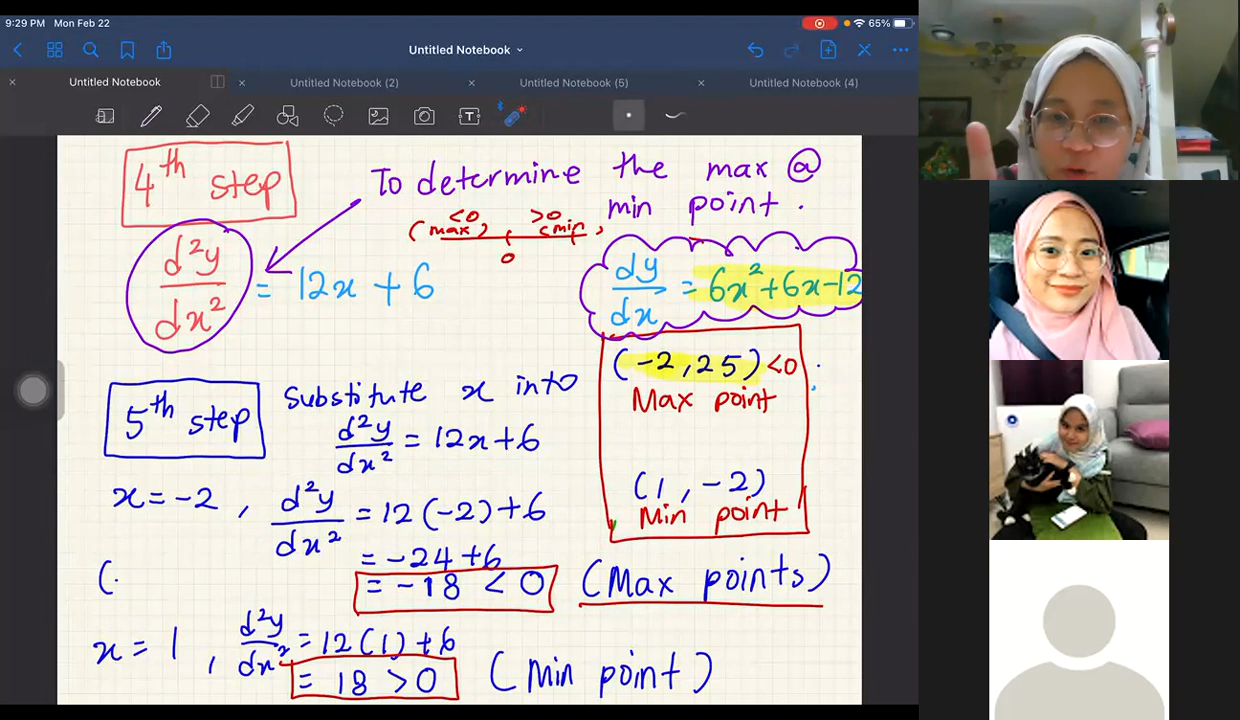 9:29 PM Mon Feb 22
65%
Untitled Notebook
Untitled Notebook
Untitled Notebook (2)
Untitled Notebook (5)
Untitled Notebook (4)
T
4th step
To determine the max @
min point.
<0 >0
(max) (min)
0
d²y/dx² = 12x + 6
dy/dx = 6x²+6x-12
(-2,25) <0
Max point
(1, -2)
Min point
5th step
Substitute x into
d²y/dx² = 12x+6
x = -2, d²y/dx² = 12(-2)+6
= -24+6
= -18 < 0 (Max points)
(
x = 1, d²y/dx² = 12(1)+6
= 18 >0 (Min point)